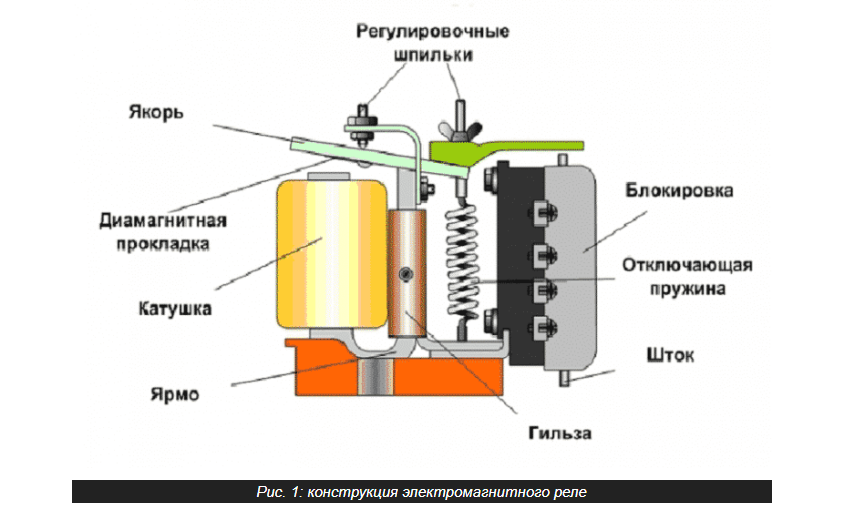 Регулировочные
шпильки
Якорь
Блокировка
Диамагнитная
прокладка
Отключающая
пружина
Катушка
Шток
Ярмо
Гильза
Рис. 1: конструкция электромагнитного реле